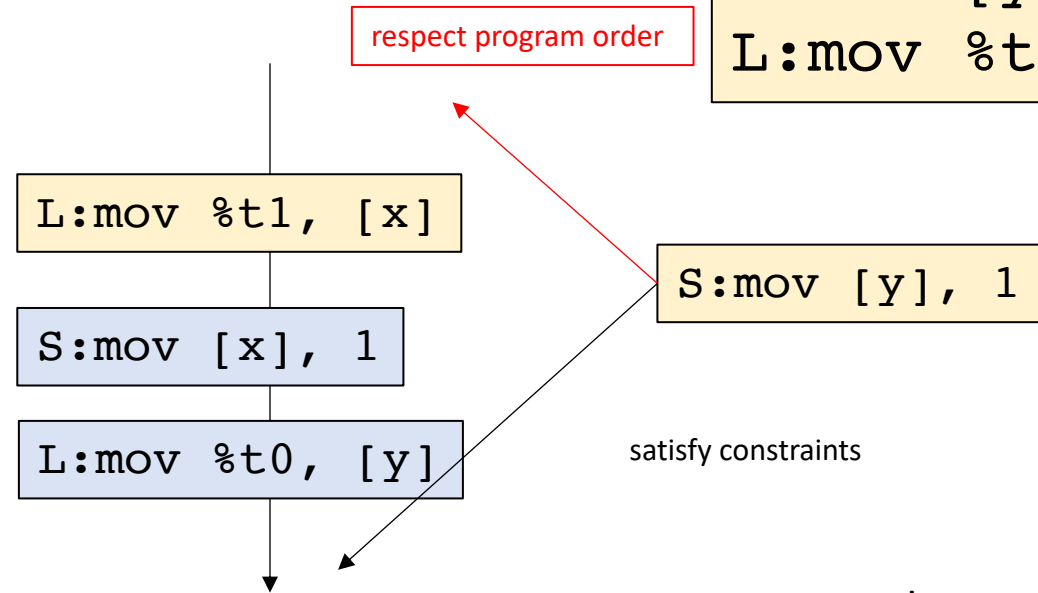 respect program order
L:mov %t
L:mov %t1, [x]
S:mov [y], 1
S:mov [x], 1
L:mov %t0, [y]
satisfy constraints